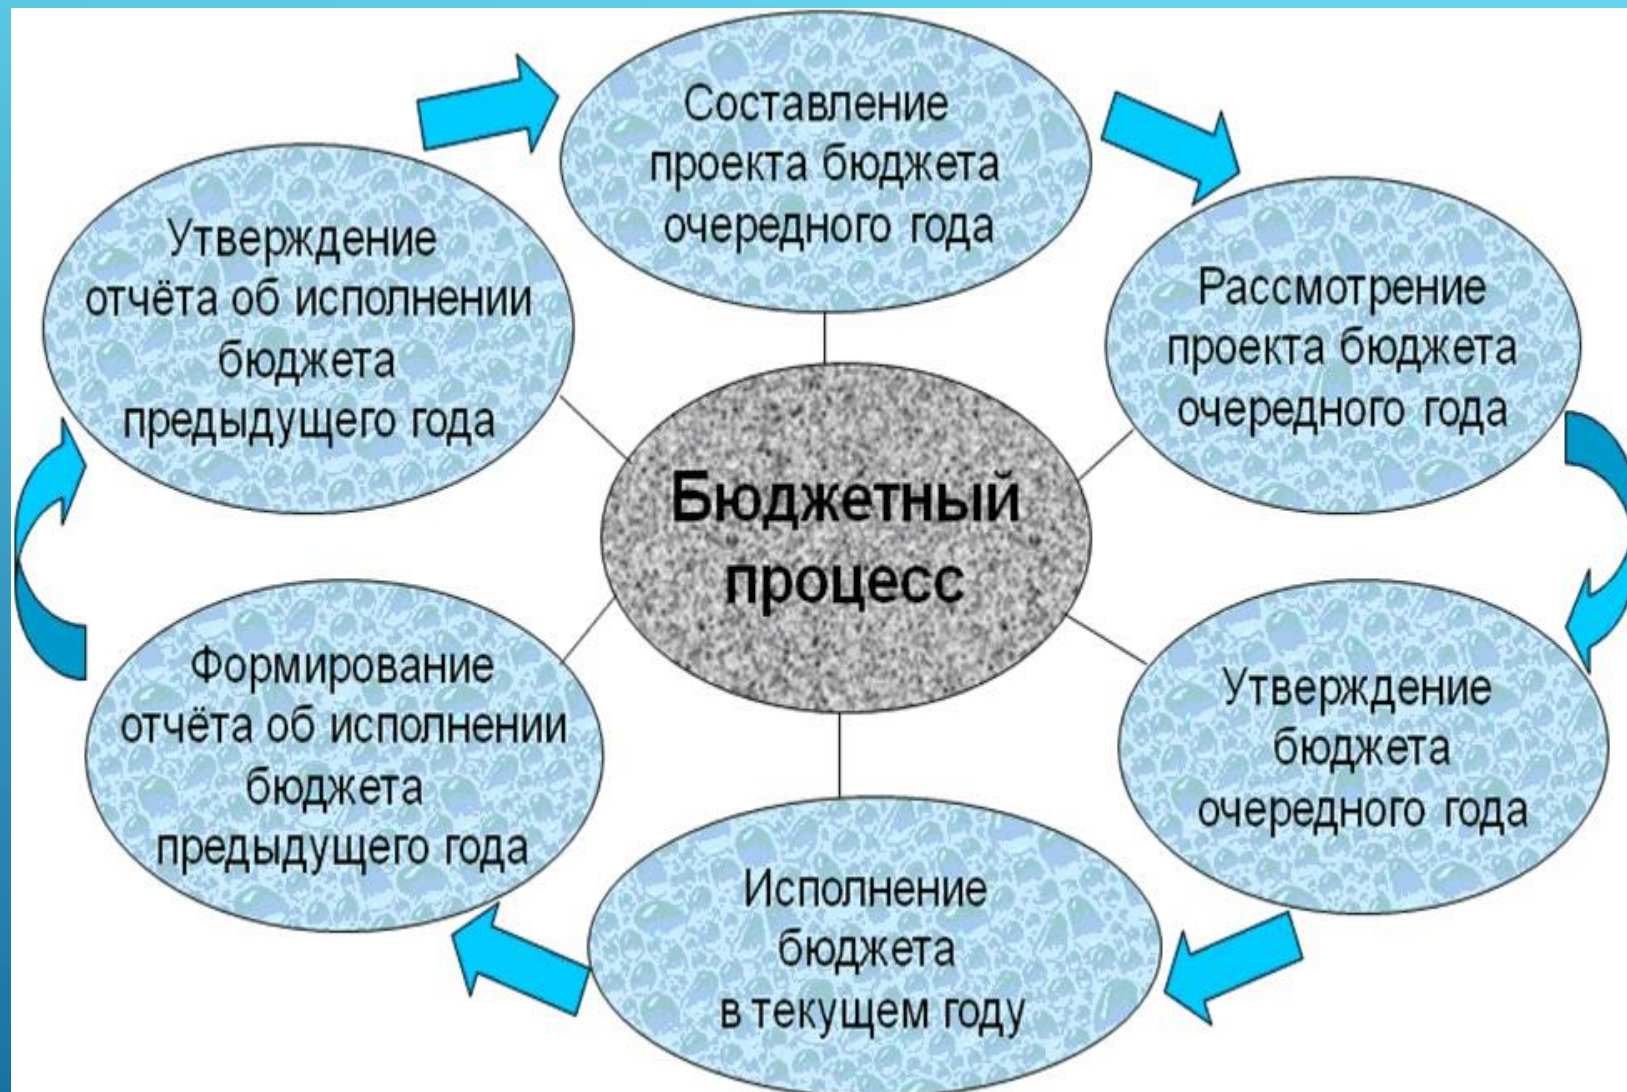 Составление
проекта бюджета
очередного года
Рассмотрение
проекта бюджета
очередного года
Утверждение
бюджета
очередного года
Исполнение
бюджета
в текущем году
Формирование
отчёта об исполнении
бюджета
предыдущего года
Утверждение
отчёта об исполнении
бюджета
предыдущего года
Бюджетный
процесс